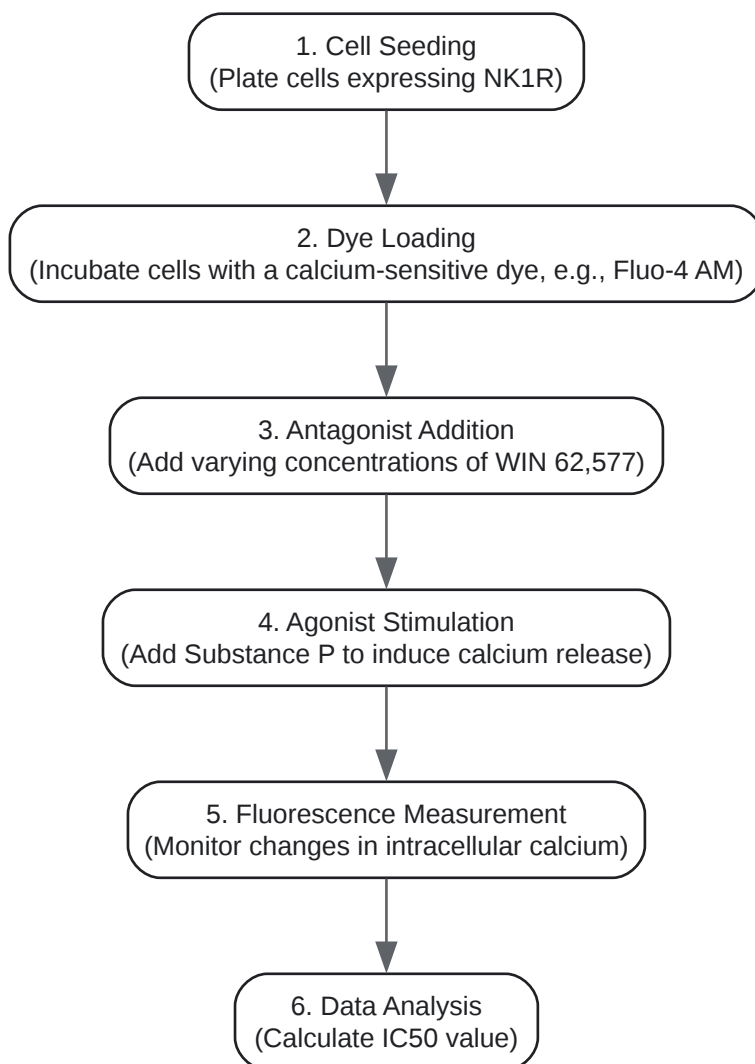 1. Cell Seeding
(Plate cells expressing NK1R)
2. Dye Loading
(Incubate cells with a calcium-sensitive dye, e.g., Fluo-4 AM)
3. Antagonist Addition
(Add varying concentrations of WIN 62,577)
4. Agonist Stimulation
(Add Substance P to induce calcium release)
5. Fluorescence Measurement
(Monitor changes in intracellular calcium)
6. Data Analysis
(Calculate IC50 value)